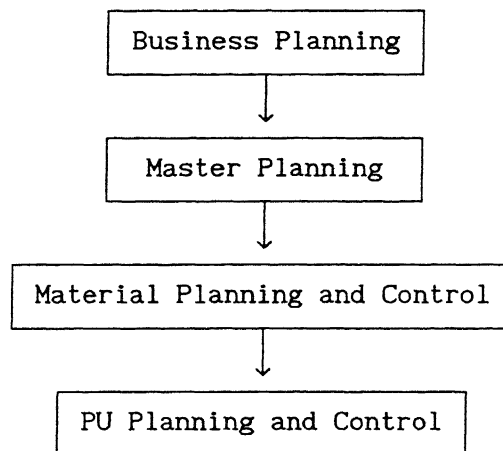 Business Planning
Master Planning
Material Planning and Control
PU Planning and Control